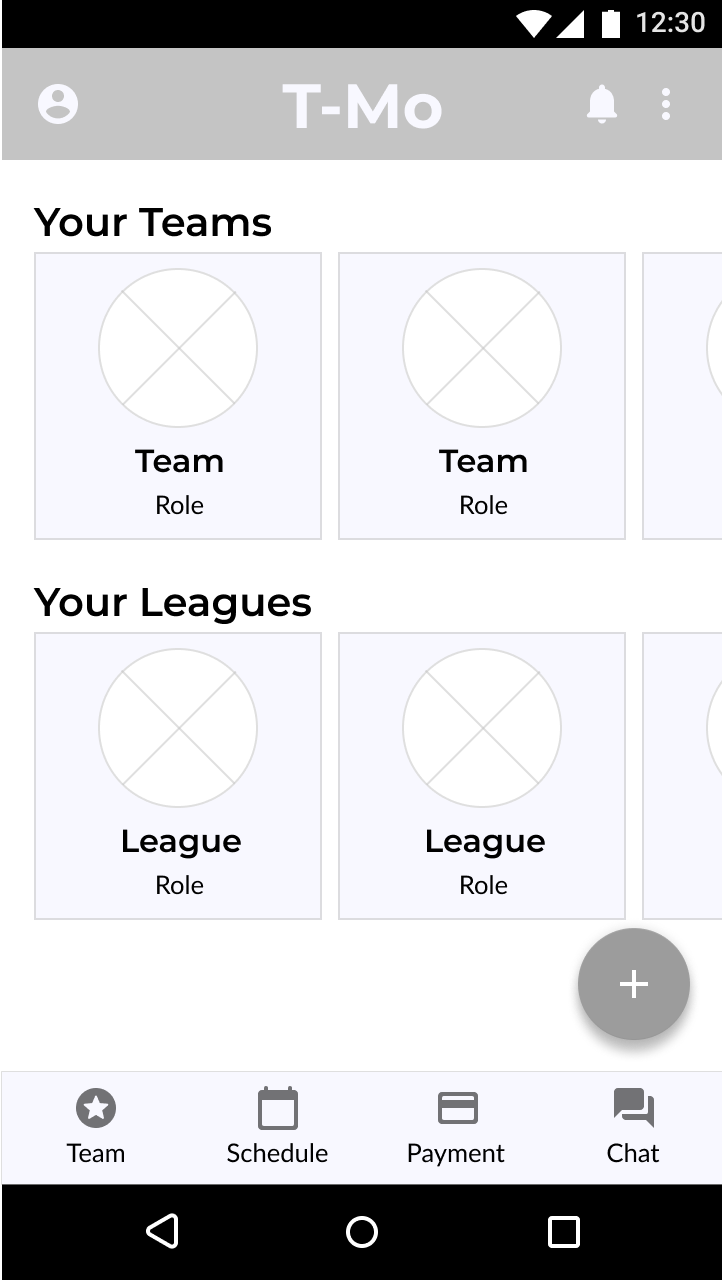 12:30
T-Mo
Your Teams
Team Team
Role Role
Your Leagues
League League
Role Role
Team Schedule Payment Chat